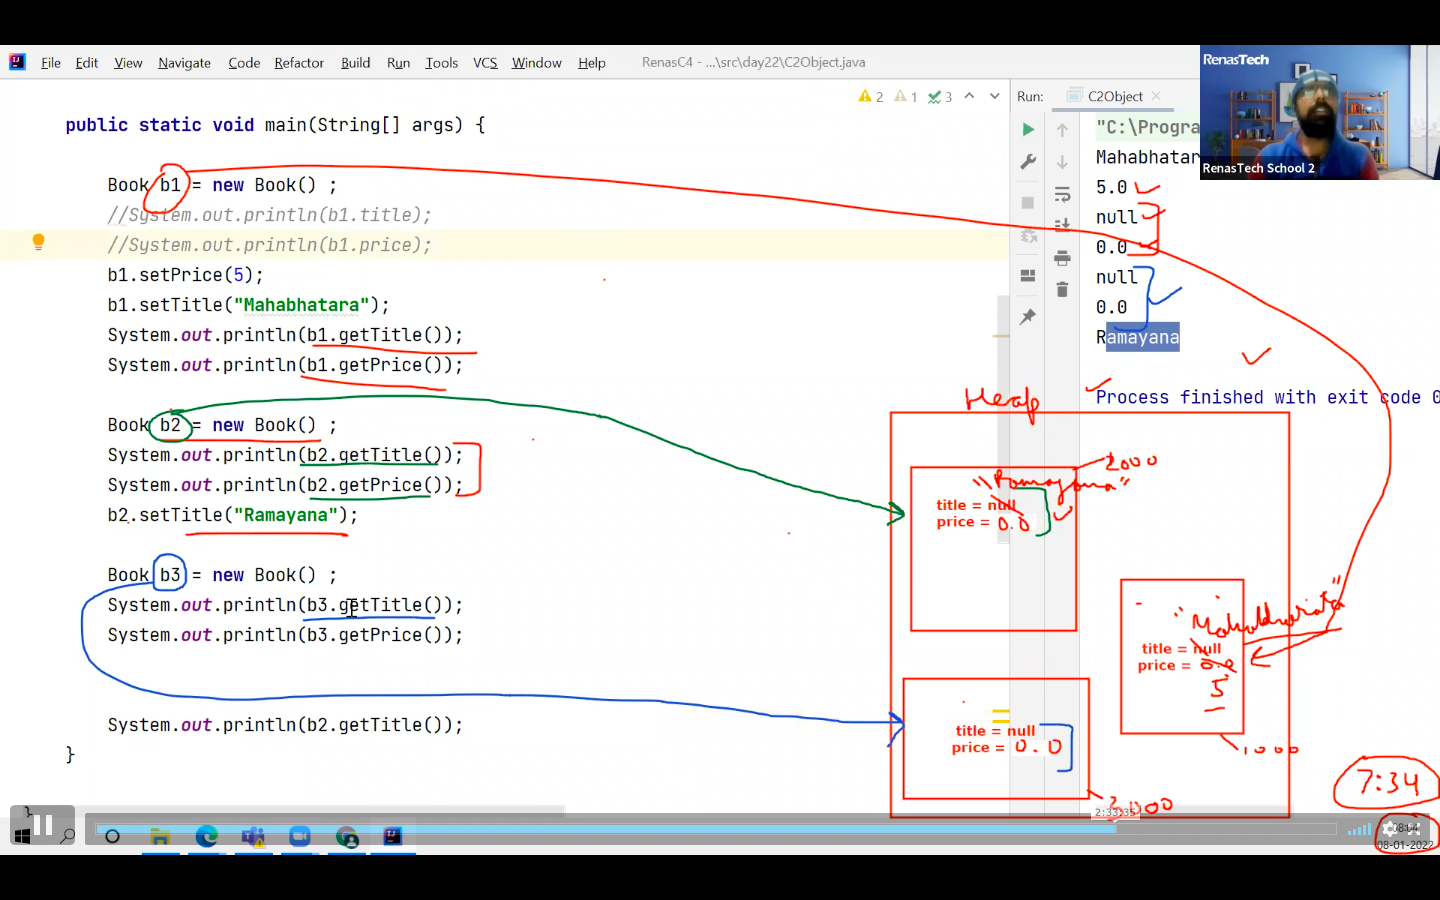 File Edit View Navigate Code Refactor Build Run Tools VCS Window Help RenasC4 - ...\src\day22\C2Object.java
RenasTech
RenasTech School 2
2 1 3
Run: C2Object
public static void main(String[] args) {
Book b1 = new Book() ;
//System.out.println(b1.title);
//System.out.println(b1.price);
b1.setPrice(5);
b1.setTitle("Mahabhatara");
System.out.println(b1.getTitle());
System.out.println(b1.getPrice());
Book b2 = new Book() ;
System.out.println(b2.getTitle());
System.out.println(b2.getPrice());
b2.setTitle("Ramayana");
Book b3 = new Book() ;
System.out.println(b3.getTitle());
System.out.println(b3.getPrice());
System.out.println(b2.getTitle());
}
}
"C:\Progra
Mahabhatar
5.0
null
0.0
null
0.0
Ramayana
Process finished with exit code 0
Heap
2000
"Ramayana"
title = null
price = 0.0
"Mahabharata"
title = null
price = 0.0
5
1000
title = null
price = 0.0
3000
2:33:35
7:34
08:04
08-01-2022